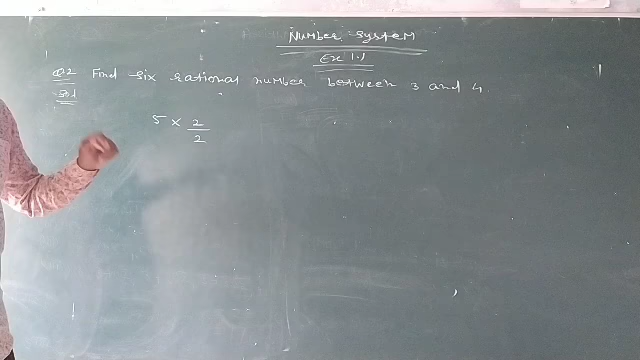 Number system
Ex 1.1
Q2 Find six rational number between 3 and 4.
Sol
5 × 2/2